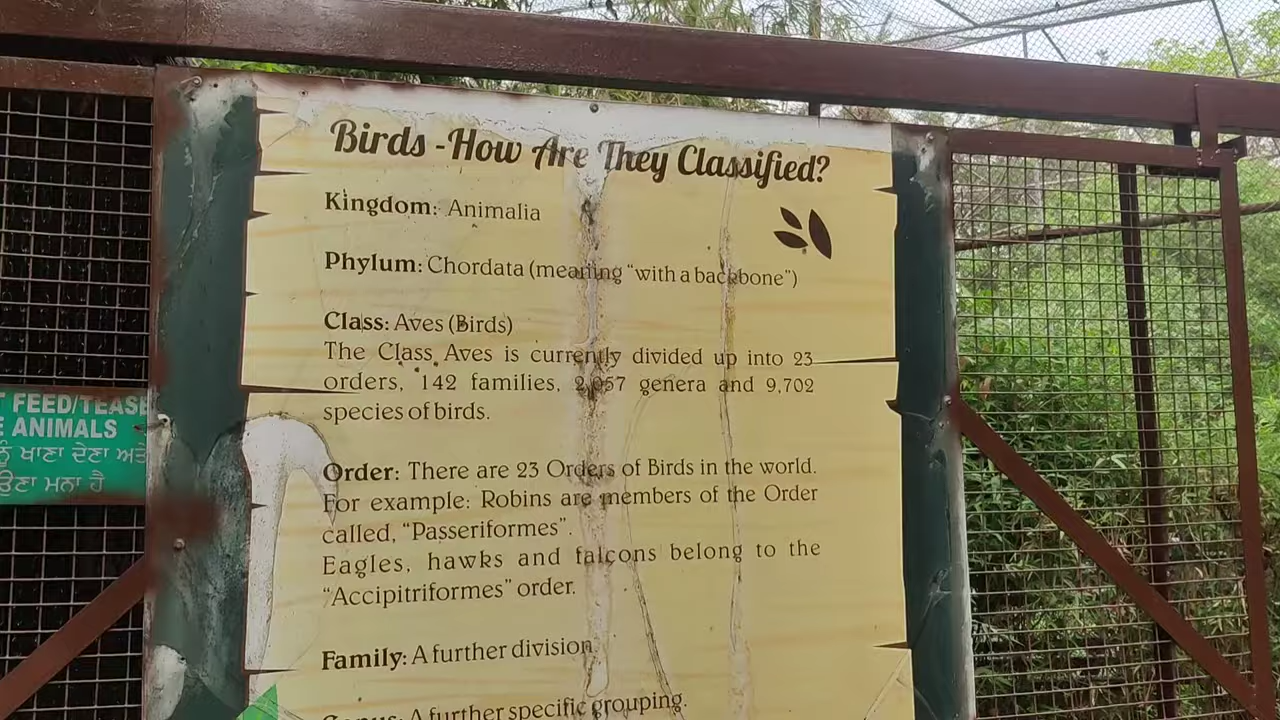 Birds -How Are They Classified?
Kingdom: Animalia
Phylum: Chordata (mearing "with a backbone")
Class: Aves (Birds)
The Class Aves is currently divided up into 23
orders, 142 families, 2,057 genera and 9,702
species of birds.
Order: There are 23 Orders of Birds in the world.
For example: Robins are members of the Order
called, "Passeriformes".
Eagles, hawks and falcons belong to the
"Accipitriformes" order.
Family: A further division.
Genus: A further specific grouping.
FEED/TEASE
ANIMALS
ਨੂੰ ਖਾਣਾ ਦੇਣਾ ਅਤੇ
ਉਣਾ ਮਨਾ ਹੈ